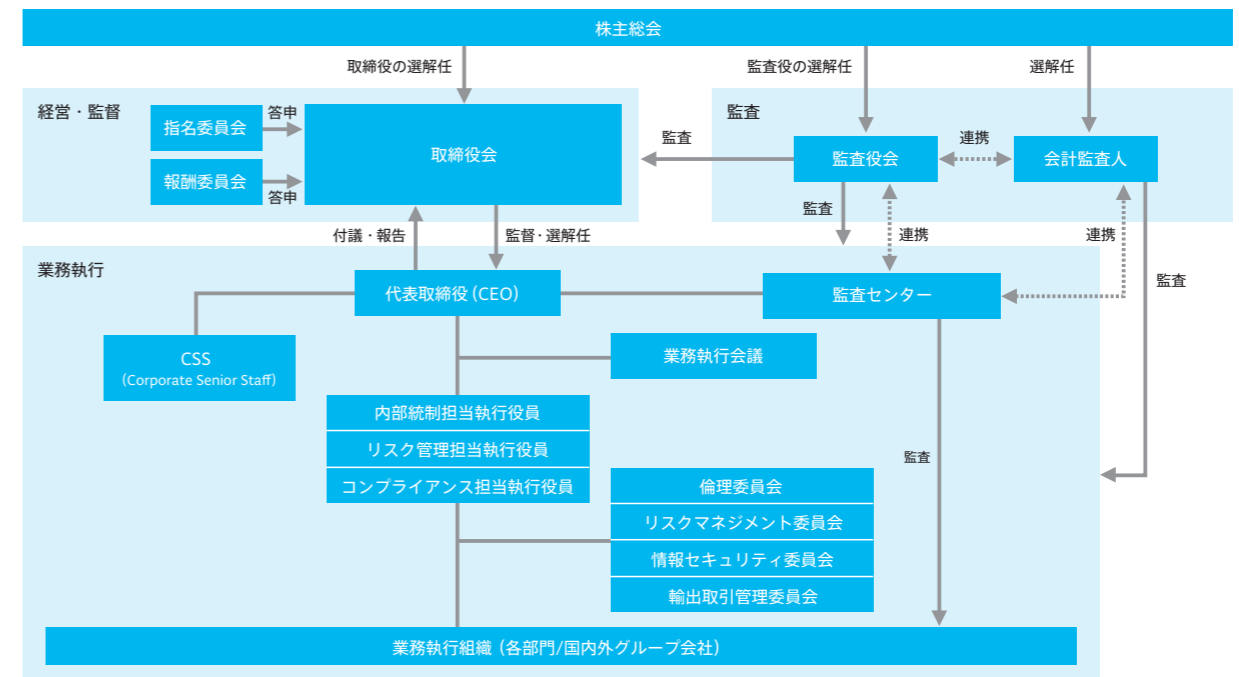 株主総会
取締役の選解任
監査役の選解任
選解任
経営・監督
指名委員会
答申
報酬委員会
答申
取締役会
監査
監査
監査役会
連携
会計監査人
監査
連携
連携
監査
付議・報告
監督・選解任
業務執行
代表取締役(CEO)
監査センター
CSS
(Corporate Senior Staff)
業務執行会議
内部統制担当執行役員
リスク管理担当執行役員
コンプライアンス担当執行役員
監査
倫理委員会
リスクマネジメント委員会
情報セキュリティ委員会
輸出取引管理委員会
業務執行組織(各部門/国内外グループ会社)